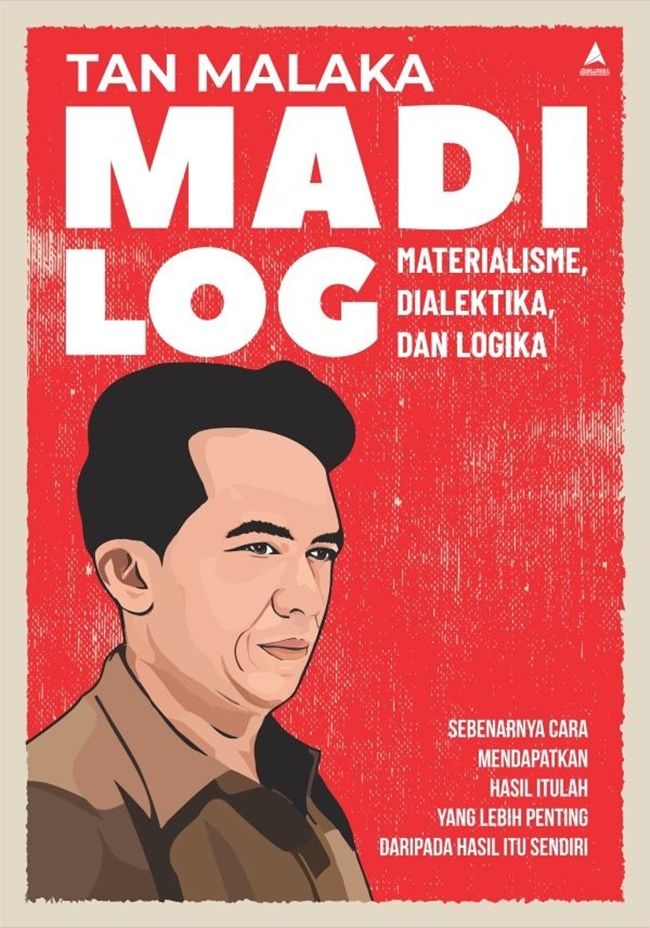 TAN MALAKA
MADI
LOG
MATERIALISME,
DIALEKTIKA,
DAN LOGIKA
SEBENARNYA CARA
MENDAPATKAN
HASIL ITULAH
YANG LEBIH PENTING
DARIPADA HASIL ITU SENDIRI